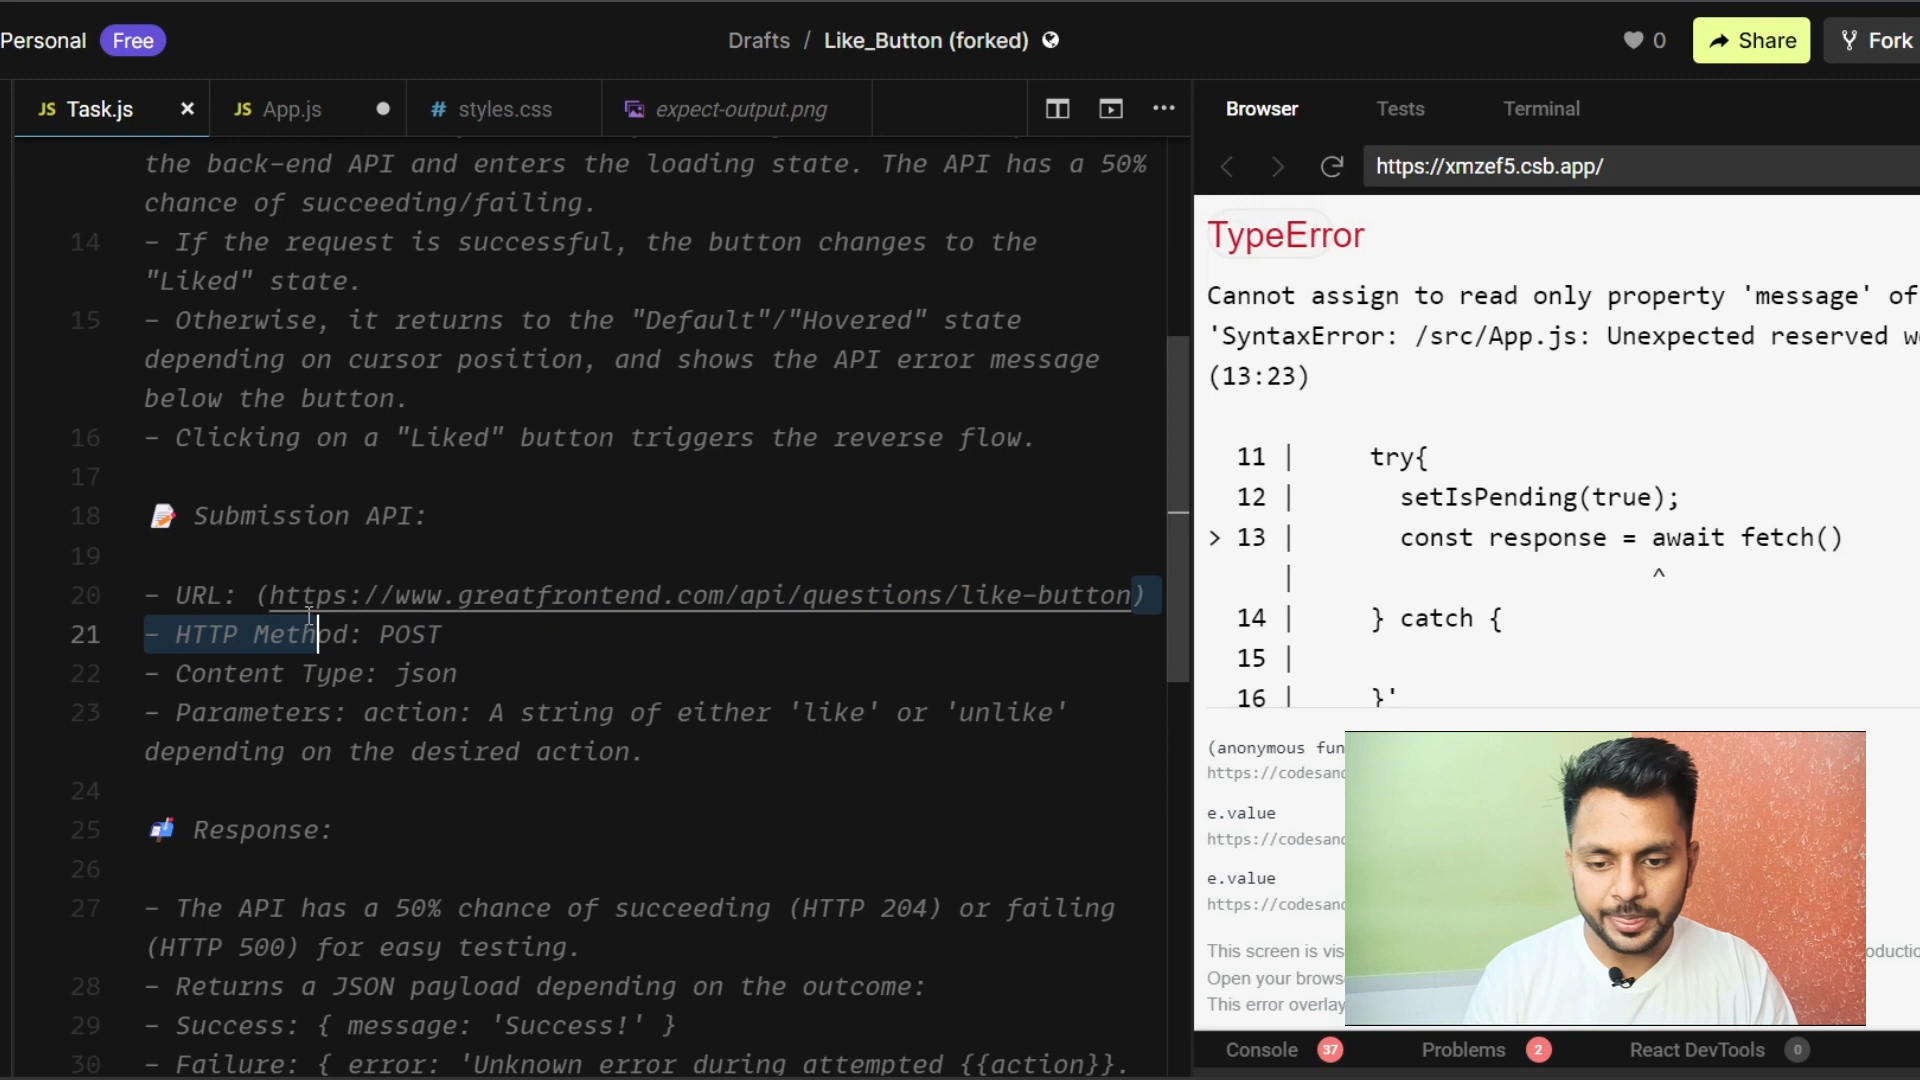 Personal Free
Drafts / Like_Button (forked)
0 Share Fork
JS Task.js × JS App.js # styles.css expect-output.png ···
the back-end API and enters the loading state. The API has a 50%
chance of succeeding/failing.
14 - If the request is successful, the button changes to the
"Liked" state.
15 - Otherwise, it returns to the "Default"/"Hovered" state
depending on cursor position, and shows the API error message
below the button.
16 - Clicking on a "Liked" button triggers the reverse flow.
17
18 📝 Submission API:
19
20 - URL: (https://www.greatfrontend.com/api/questions/like-button)
21 - HTTP Method: POST
22 - Content Type: json
23 - Parameters: action: A string of either 'like' or 'unlike'
depending on the desired action.
24
25 📬 Response:
26
27 - The API has a 50% chance of succeeding (HTTP 204) or failing
(HTTP 500) for easy testing.
28 - Returns a JSON payload depending on the outcome:
29 - Success: { message: 'Success!' }
30 - Failure: { error: 'Unknown error during attempted {{action}}.
Browser Tests Terminal
https://xmzef5.csb.app/
TypeError
Cannot assign to read only property 'message' of
'SyntaxError: /src/App.js: Unexpected reserved
(13:23)
11 | try{
12 | setIsPending(true);
> 13 | const response = await fetch()
| ^
14 | } catch {
15 |
16 | }'
(anonymous fun
https://codesand
e.value
https://codesand
e.value
https://codesand
This screen is vis
Open your brows
This error overlay
Console 37 Problems 2 React DevTools 0